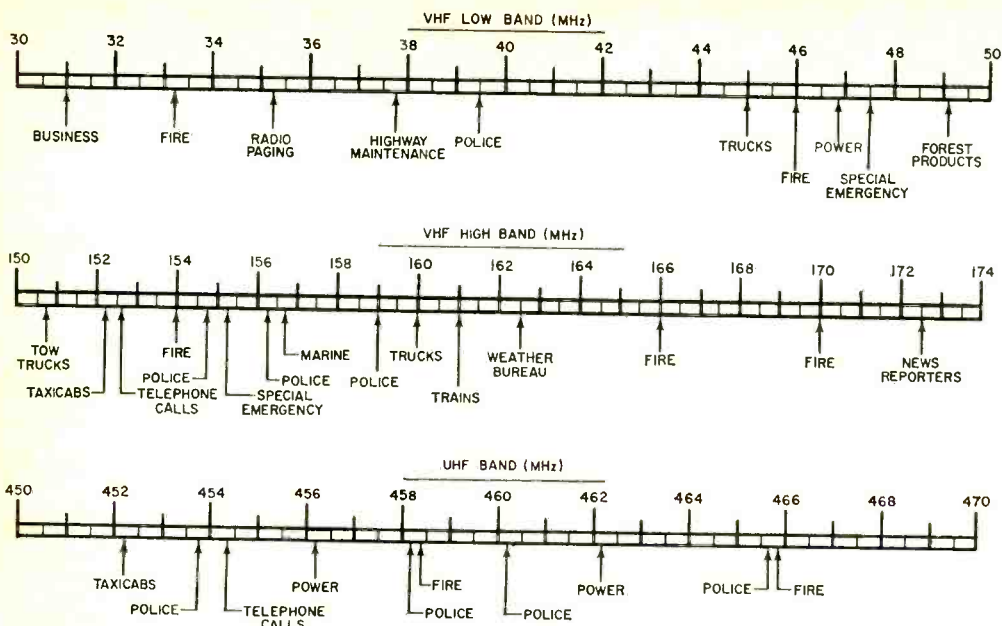 VHF LOW BAND (MHz)
30 32 34 36 38 40 42 44 46 48 50
BUSINESS FIRE RADIO PAGING HIGHWAY MAINTENANCE POLICE TRUCKS FIRE POWER SPECIAL EMERGENCY FOREST PRODUCTS
VHF HIGH BAND (MHz)
150 152 154 156 158 160 162 164 166 168 170 172 174
TOW TRUCKS TAXICABS TELEPHONE CALLS FIRE POLICE SPECIAL EMERGENCY POLICE MARINE POLICE TRUCKS TRAINS WEATHER BUREAU FIRE FIRE NEWS REPORTERS
UHF BAND (MHz)
450 452 454 456 458 460 462 464 466 468 470
TAXICABS POLICE TELEPHONE CALLS POWER POLICE FIRE POLICE POWER POLICE FIRE